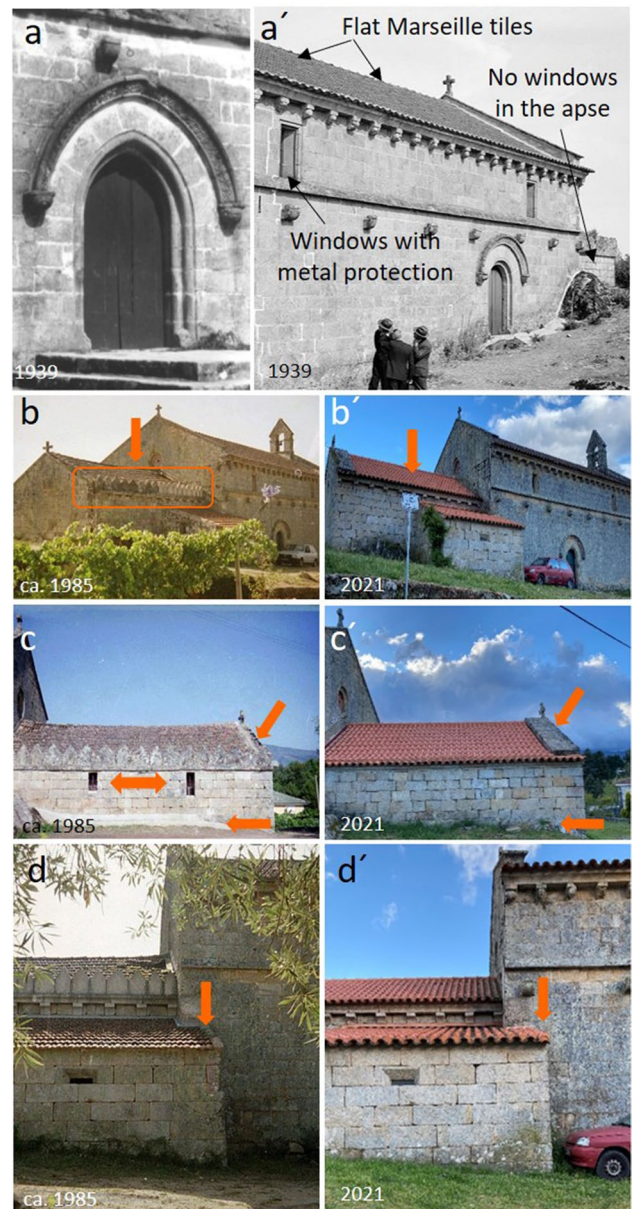 a
1939
a´
Flat Marseille tiles
No windows
in the apse
Windows with
metal protection
1939
b
ca. 1985
b´
2021
c
ca. 1985
c´
2021
d
ca. 1985
d´
2021